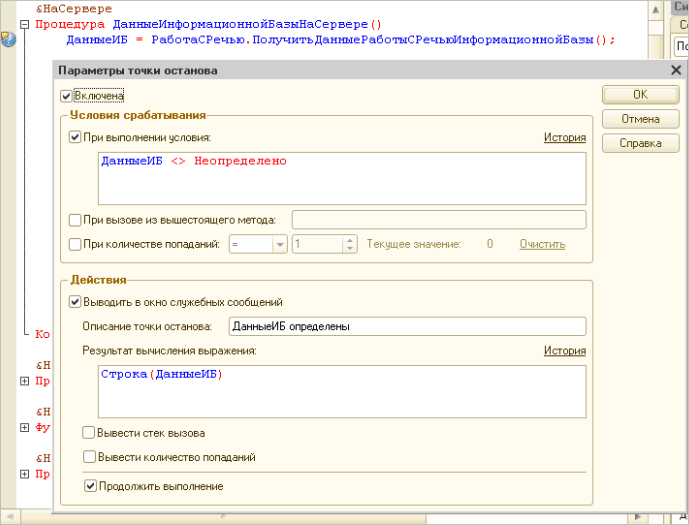 &НаСервере
Процедура ДанныеИнформационнойБазыНаСервере()
ДанныеИБ = РаботаСРечью.ПолучитьДанныеРаботыСРечьюИнформационнойБазы();
Параметры точки останова
Включена
OK
Условия срабатывания
Отмена
При выполнении условия:
История
Справка
ДанныеИБ <> Неопределено
При вызове из вышестоящего метода:
При количестве попаданий:
=
1
Текущее значение:
0
Очистить
Действия
Выводить в окно служебных сообщений
Описание точки останова:
ДанныеИБ определены
Ко
Результат вычисления выражения:
История
&Н
Строка(ДанныеИБ)
Пр
&Н
Фу
Вывести стек вызова
&Н
Вывести количество попаданий
Пр
Продолжить выполнение